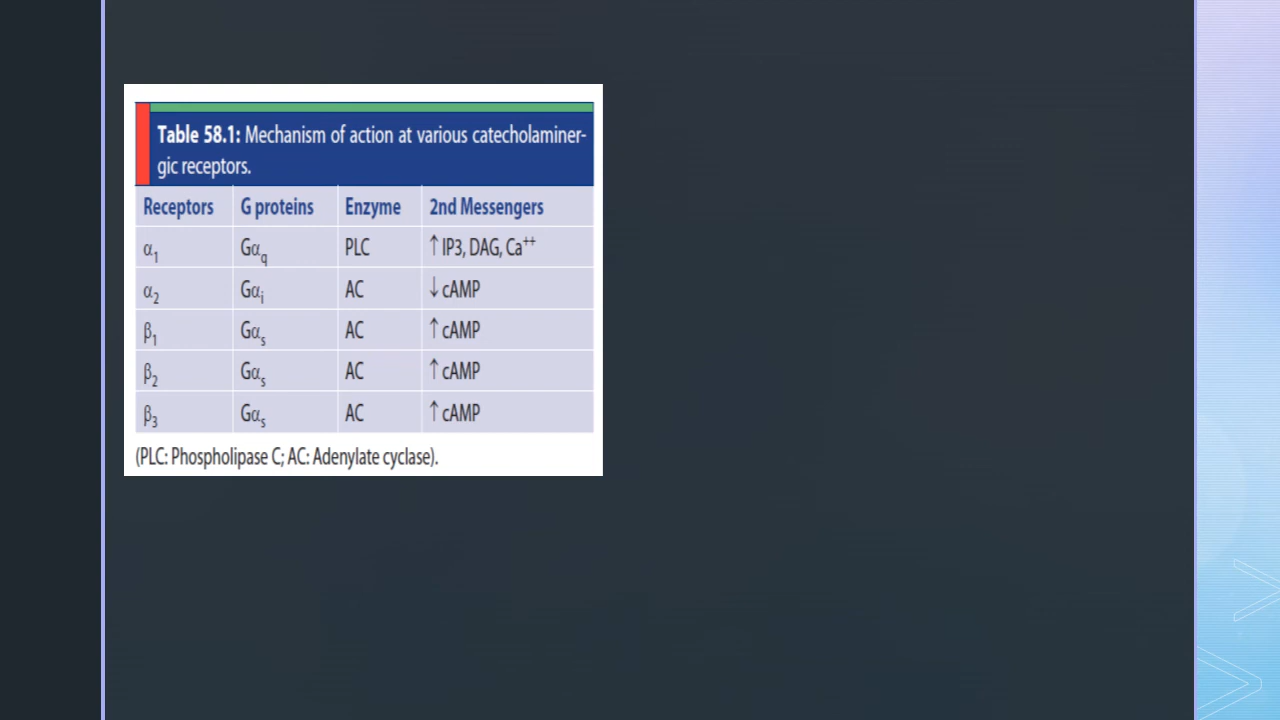 Table 58.1: Mechanism of action at various catecholaminer-
gic receptors.
Receptors G proteins Enzyme 2nd Messengers
α1 Gαq PLC ↑ IP3, DAG, Ca++
α2 Gαi AC ↓ cAMP
β1 Gαs AC ↑ cAMP
β2 Gαs AC ↑ cAMP
β3 Gαs AC ↑ cAMP
(PLC: Phospholipase C; AC: Adenylate cyclase).